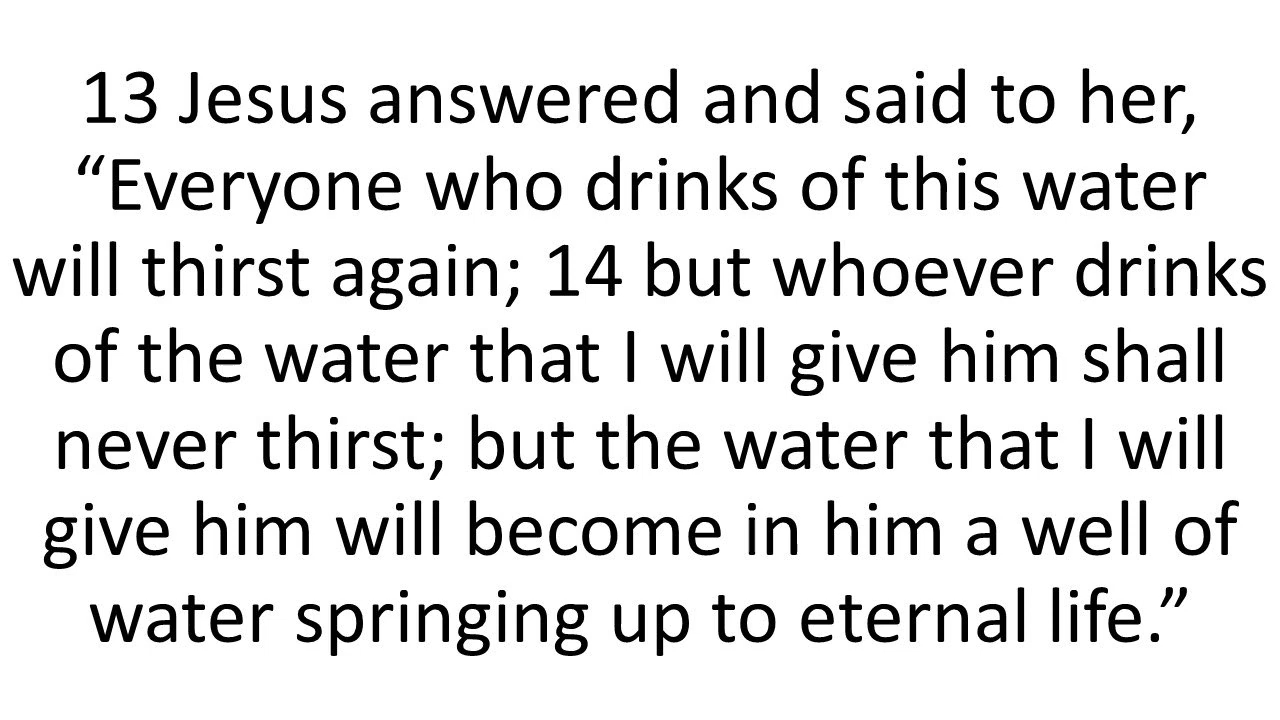 13 Jesus answered and said to her,
“Everyone who drinks of this water
will thirst again; 14 but whoever drinks
of the water that I will give him shall
never thirst; but the water that I will
give him will become in him a well of
water springing up to eternal life.”